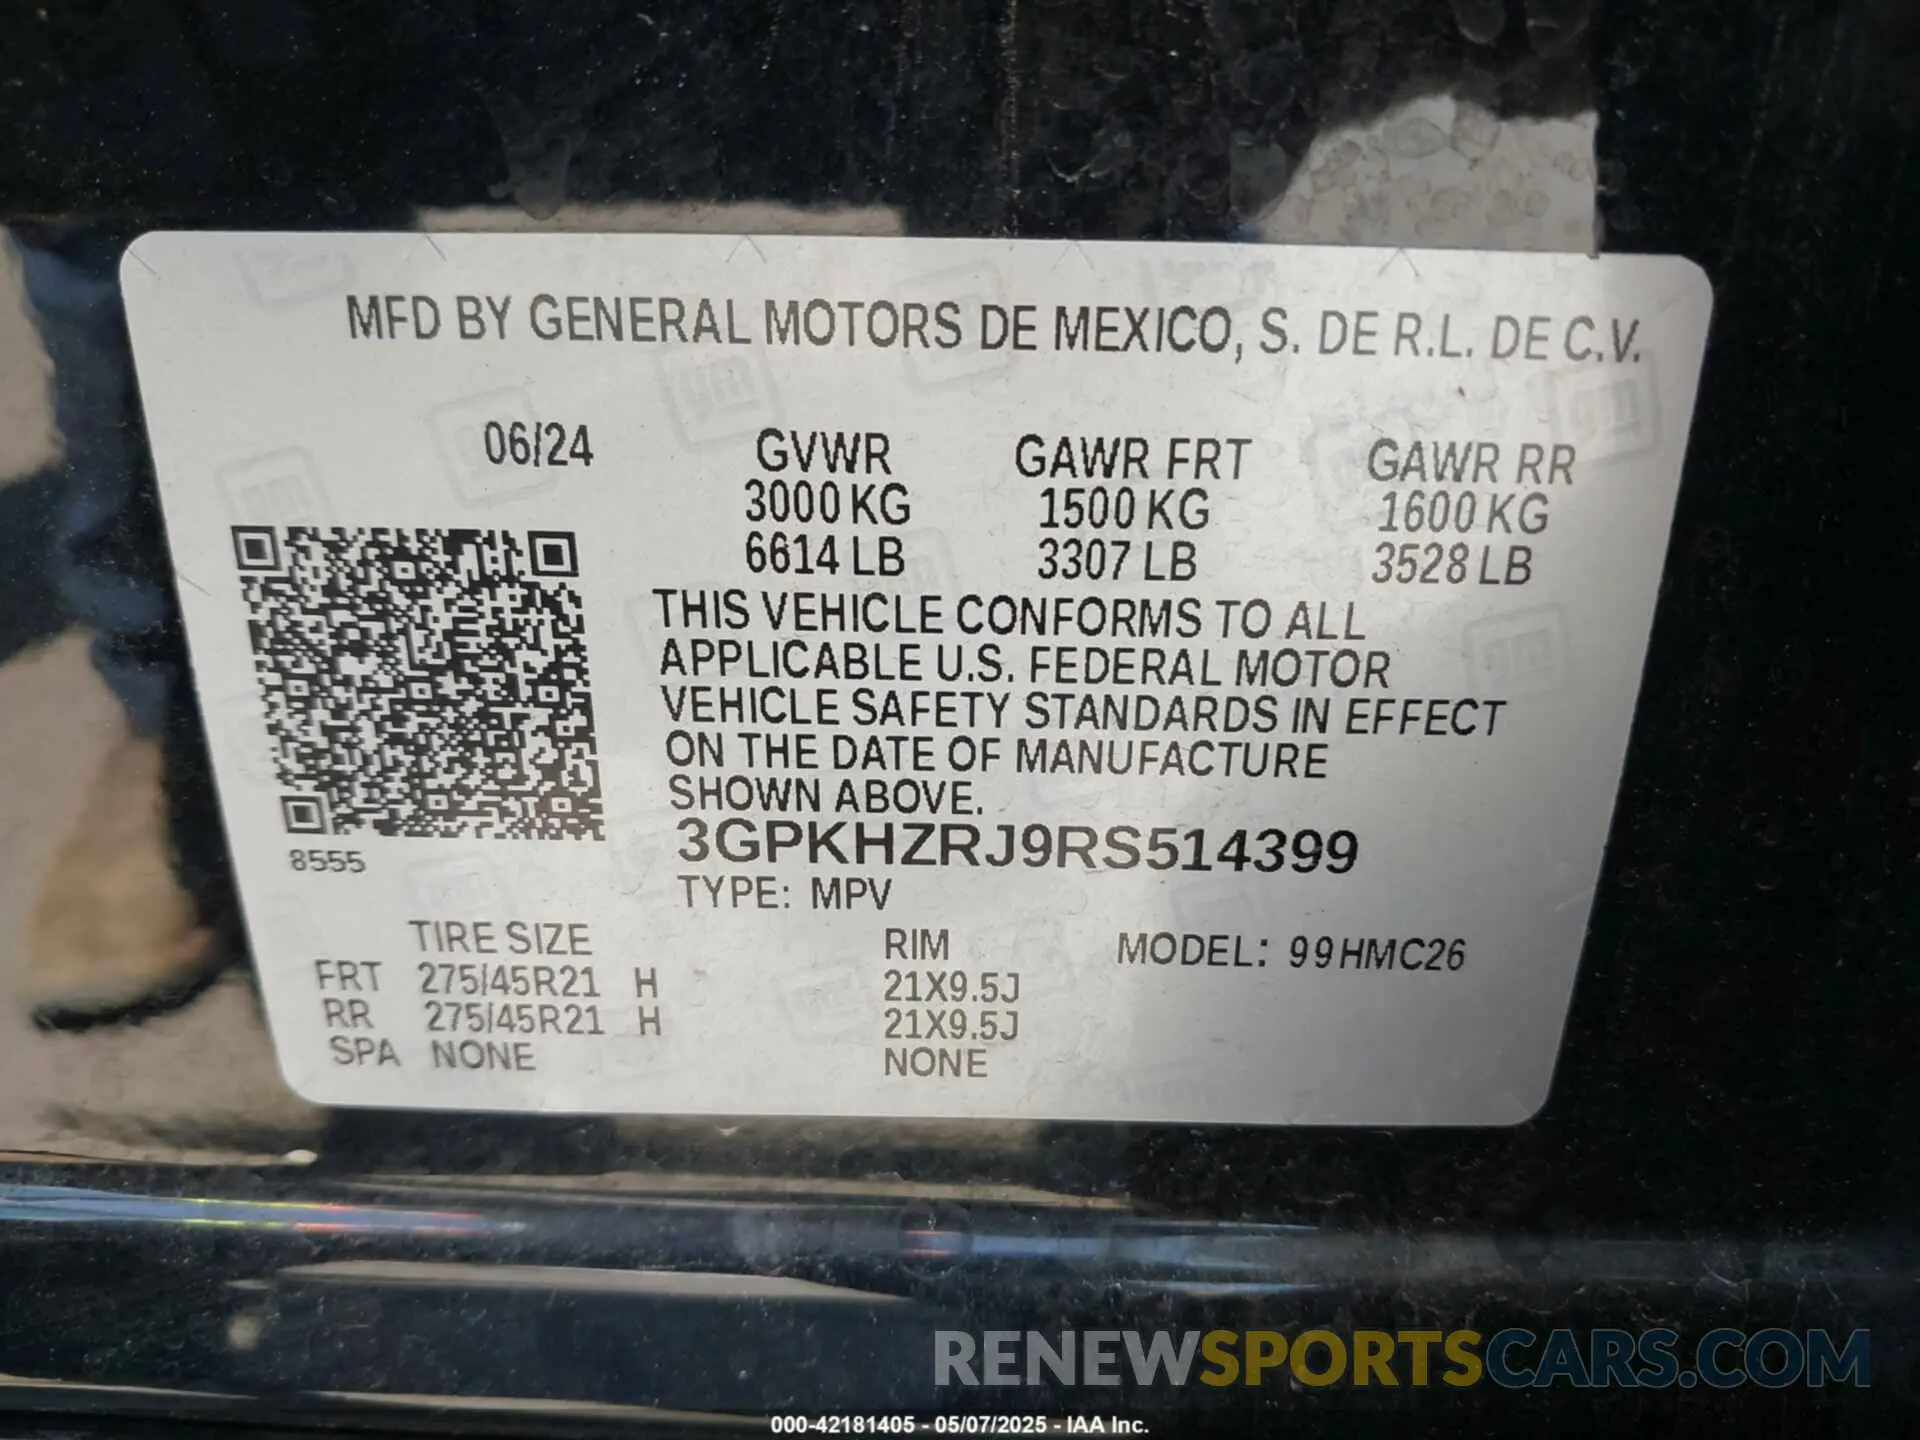 MFD BY GENERAL MOTORS DE MEXICO, S. DE R.L. DE C.V.
06/24 GVWR GAWR FRT GAWR RR
3000 KG 1500 KG 1600 KG
6614 LB 3307 LB 3528 LB
THIS VEHICLE CONFORMS TO ALL
APPLICABLE U.S. FEDERAL MOTOR
VEHICLE SAFETY STANDARDS IN EFFECT
ON THE DATE OF MANUFACTURE
SHOWN ABOVE.
3GPKHZRJ9RS514399
8555
TYPE: MPV
TIRE SIZE RIM MODEL: 99HMC26
FRT 275/45R21 H 21X9.5J
RR 275/45R21 H 21X9.5J
SPA NONE NONE
RENEWSPORTSCARS.COM
000-42181405 - 05/07/2025 - IAA Inc.